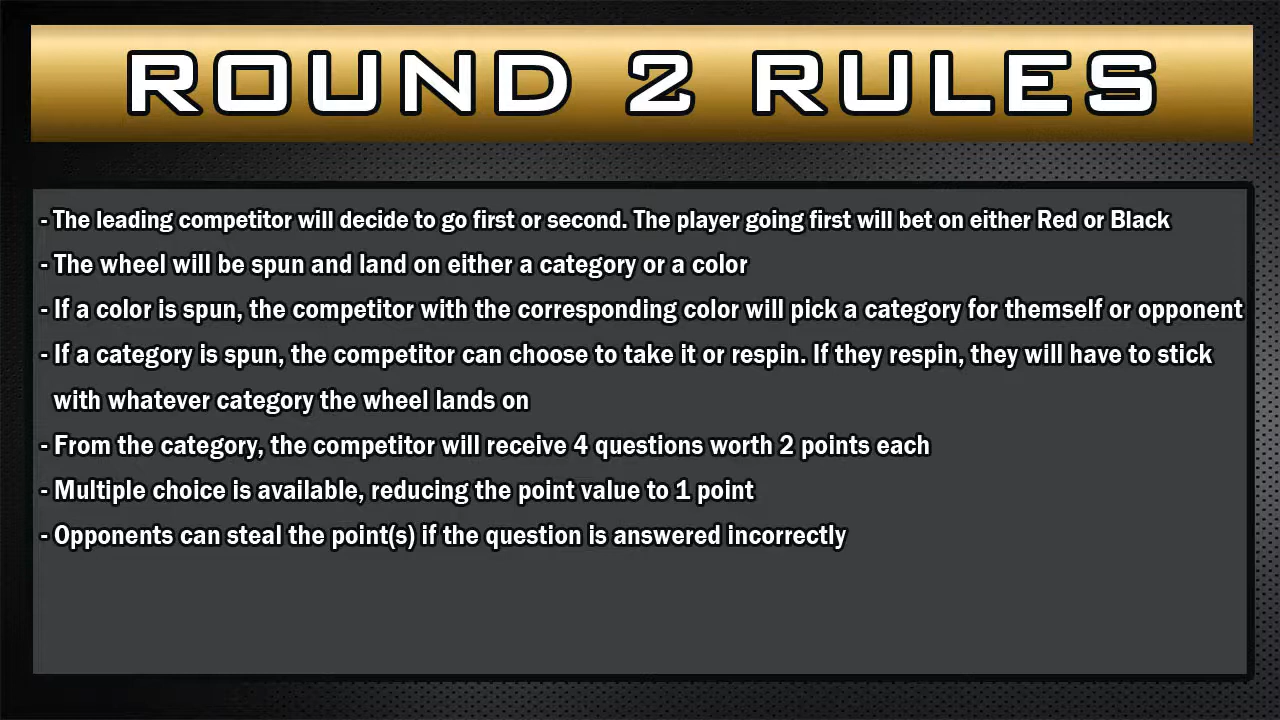 ROUND 2 RULES
- The leading competitor will decide to go first or second. The player going first will bet on either Red or Black
- The wheel will be spun and land on either a category or a color
- If a color is spun, the competitor with the corresponding color will pick a category for themself or opponent
- If a category is spun, the competitor can choose to take it or respin. If they respin, they will have to stick
with whatever category the wheel lands on
- From the category, the competitor will receive 4 questions worth 2 points each
- Multiple choice is available, reducing the point value to 1 point
- Opponents can steal the point(s) if the question is answered incorrectly